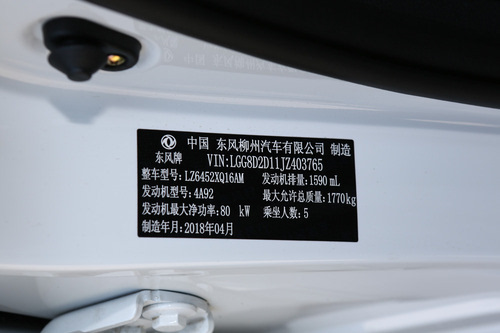 中国 东风柳州汽车有限公司 制造
东风牌 VIN:LGG8D2D11JZ403765
整车型号:LZ6452XQ16AM 发动机排量:1590 mL
发动机型号:4A92 最大允许总质量:1770kg
发动机最大净功率:80 kW 乘坐人数:5
制造年月:2018年04月